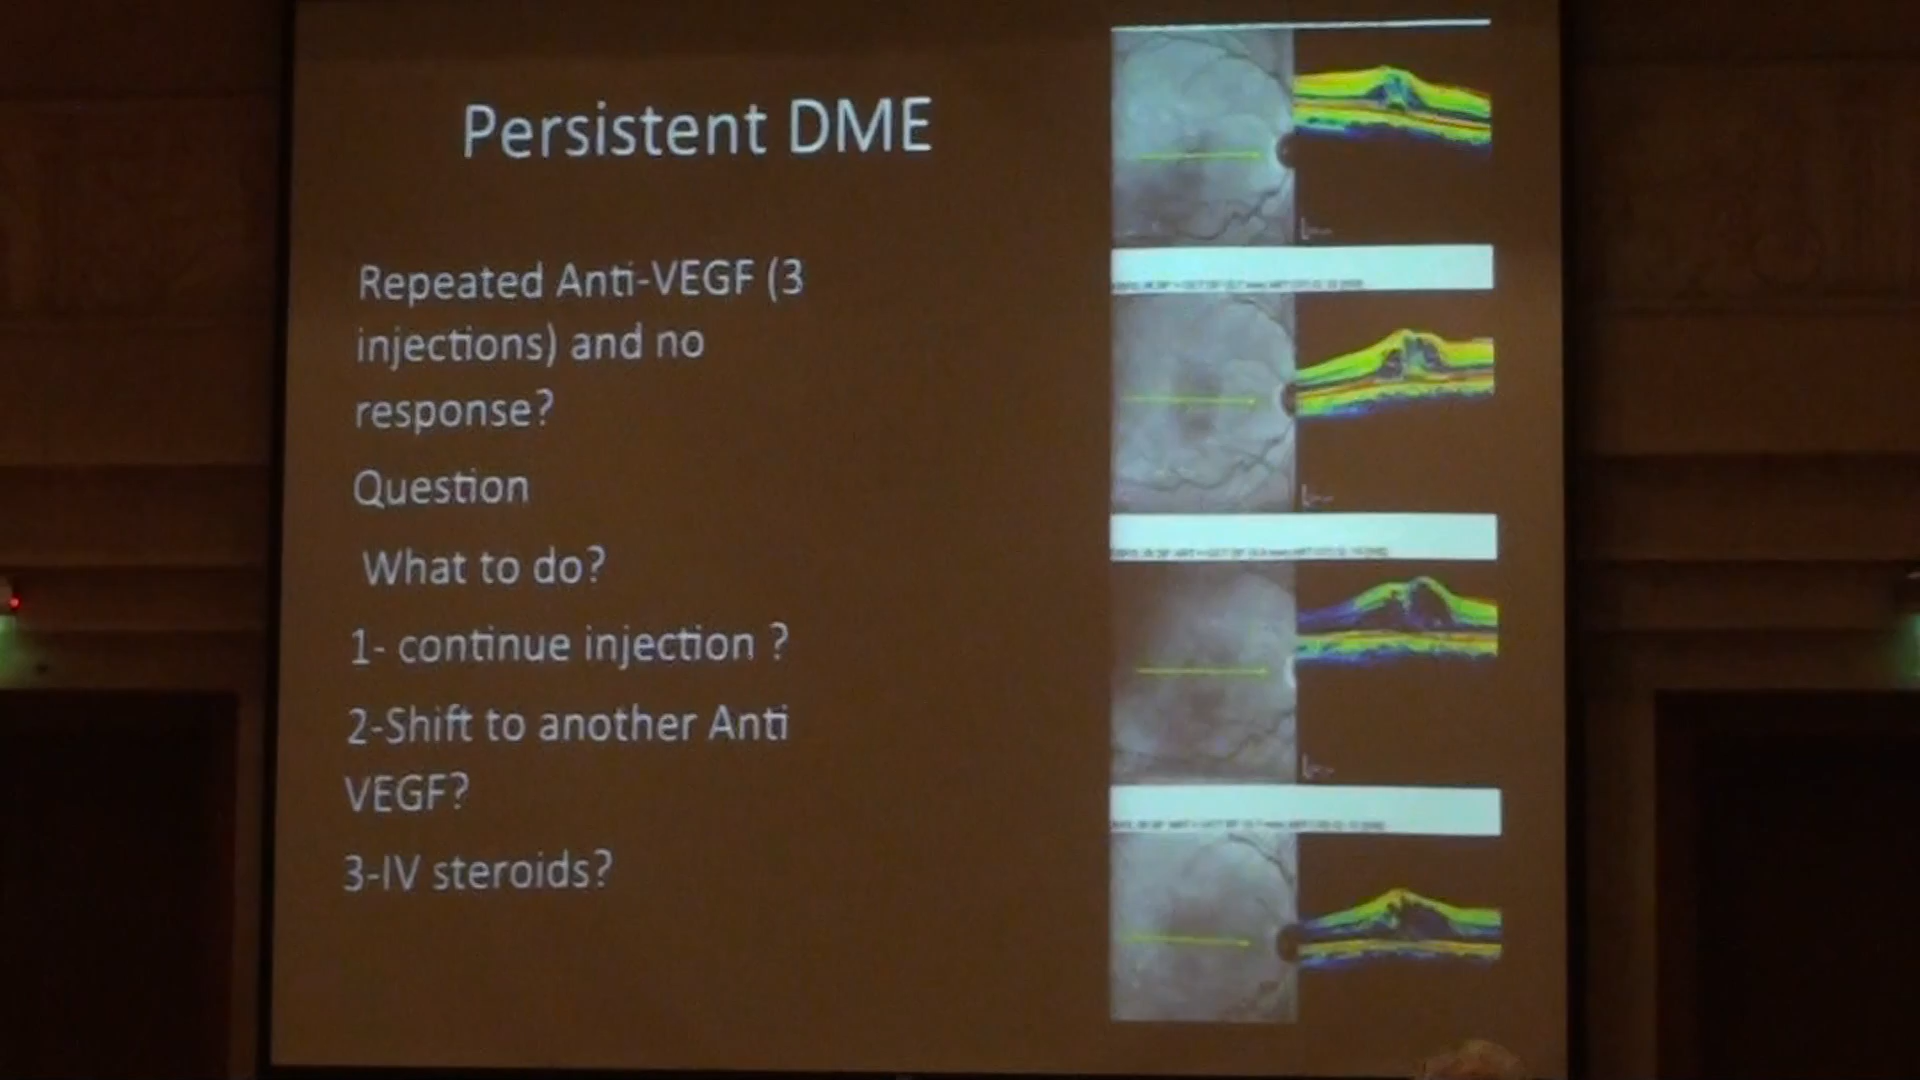 Persistent DME
Repeated Anti-VEGF (3
injections) and no
response?
Question
What to do?
1- continue injection ?
2-Shift to another Anti
VEGF?
3-IV steroids?